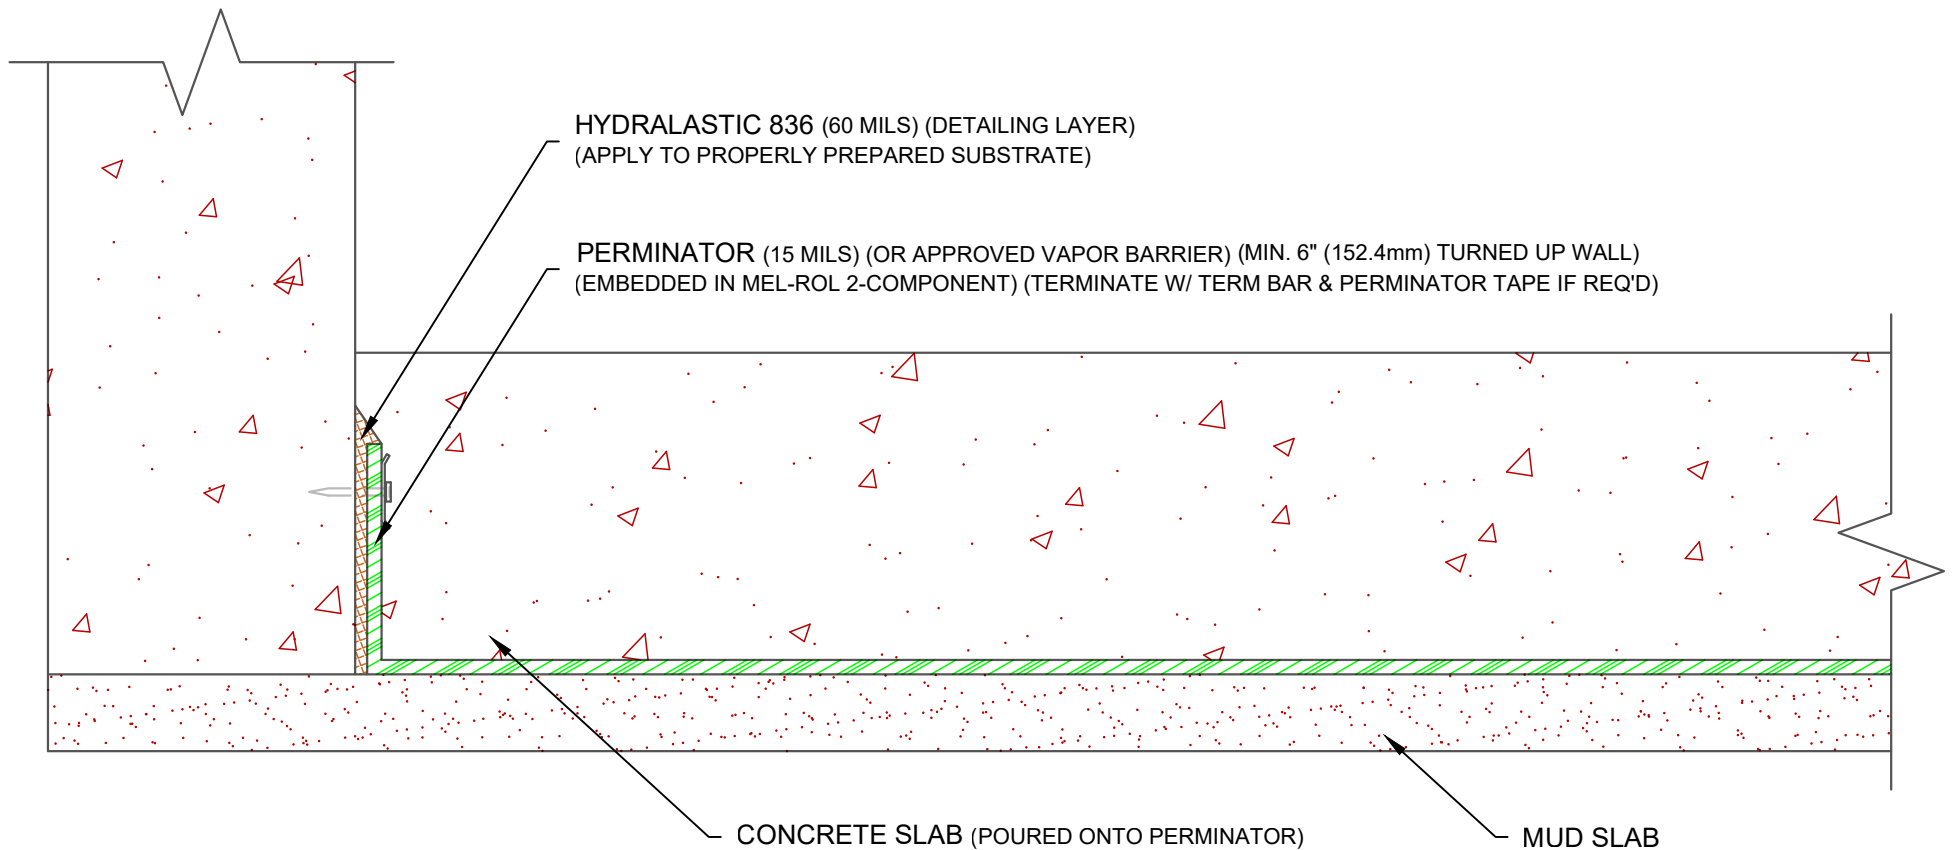 HYDRALASTIC 836 (60 MILS) (DETAILING LAYER)
(APPLY TO PROPERLY PREPARED SUBSTRATE)
PERMINATOR (15 MILS) (OR APPROVED VAPOR BARRIER) (MIN. 6" (152.4mm) TURNED UP WALL)
(EMBEDDED IN MEL-ROL 2-COMPONENT) (TERMINATE W/ TERM BAR & PERMINATOR TAPE IF REQ'D)
CONCRETE SLAB (POURED ONTO PERMINATOR)
MUD SLAB